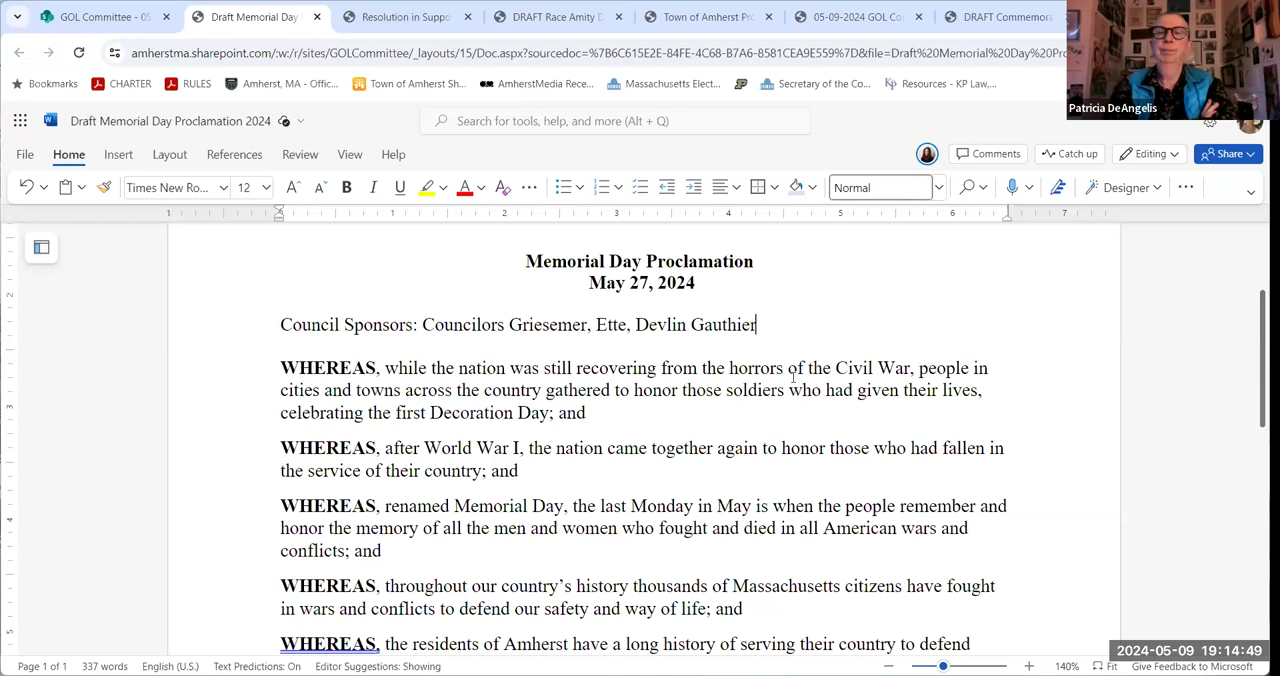 GOL Committee - 05
Draft Memorial Day
Resolution in Suppo
DRAFT Race Amity D
Town of Amherst Pr
05-09-2024 GOL Co
DRAFT Commemora
amherstma.sharepoint.com/:w:/r/sites/GOLCommittee/_layouts/
px?sourcedoc=%7B6C615E2E-84FE-4C68-B7A6-8581CEA9E559%7D&file=Draft%20Memorial%20Day%20Pro
Bookmarks
CHARTER
RULES
Amherst, MA - Offic...
Town of Amherst Sh...
AmherstMedia Rece...
Massachusetts Elect...
Secretary of the Co...
Resources - KP Law,...
Patricia DeAngelis
Draft Memorial Day Proclamation 2024
Search for tools, help, and more (Alt + Q)
File Home Insert Layout References Review View Help
Comments Catch up Editing Share
Times New Ro... 12 B I U Normal Designer
1 1 2 3 4 5 6 7
Memorial Day Proclamation
May 27, 2024
Council Sponsors: Councilors Griesemer, Ette, Devlin Gauthier
WHEREAS, while the nation was still recovering from the horrors of the Civil War, people in
cities and towns across the country gathered to honor those soldiers who had given their lives,
celebrating the first Decoration Day; and
WHEREAS, after World War I, the nation came together again to honor those who had fallen in
the service of their country; and
WHEREAS, renamed Memorial Day, the last Monday in May is when the people remember and
honor the memory of all the men and women who fought and died in all American wars and
conflicts; and
WHEREAS, throughout our country's history thousands of Massachusetts citizens have fought
in wars and conflicts to defend our safety and way of life; and
WHEREAS, the residents of Amherst have a long history of serving their country to defend
2024-05-09 19:14:49
Page 1 of 1 337 words English (U.S.) Text Predictions: On Editor Suggestions: Showing
140% Fit Give Feedback to Microsoft